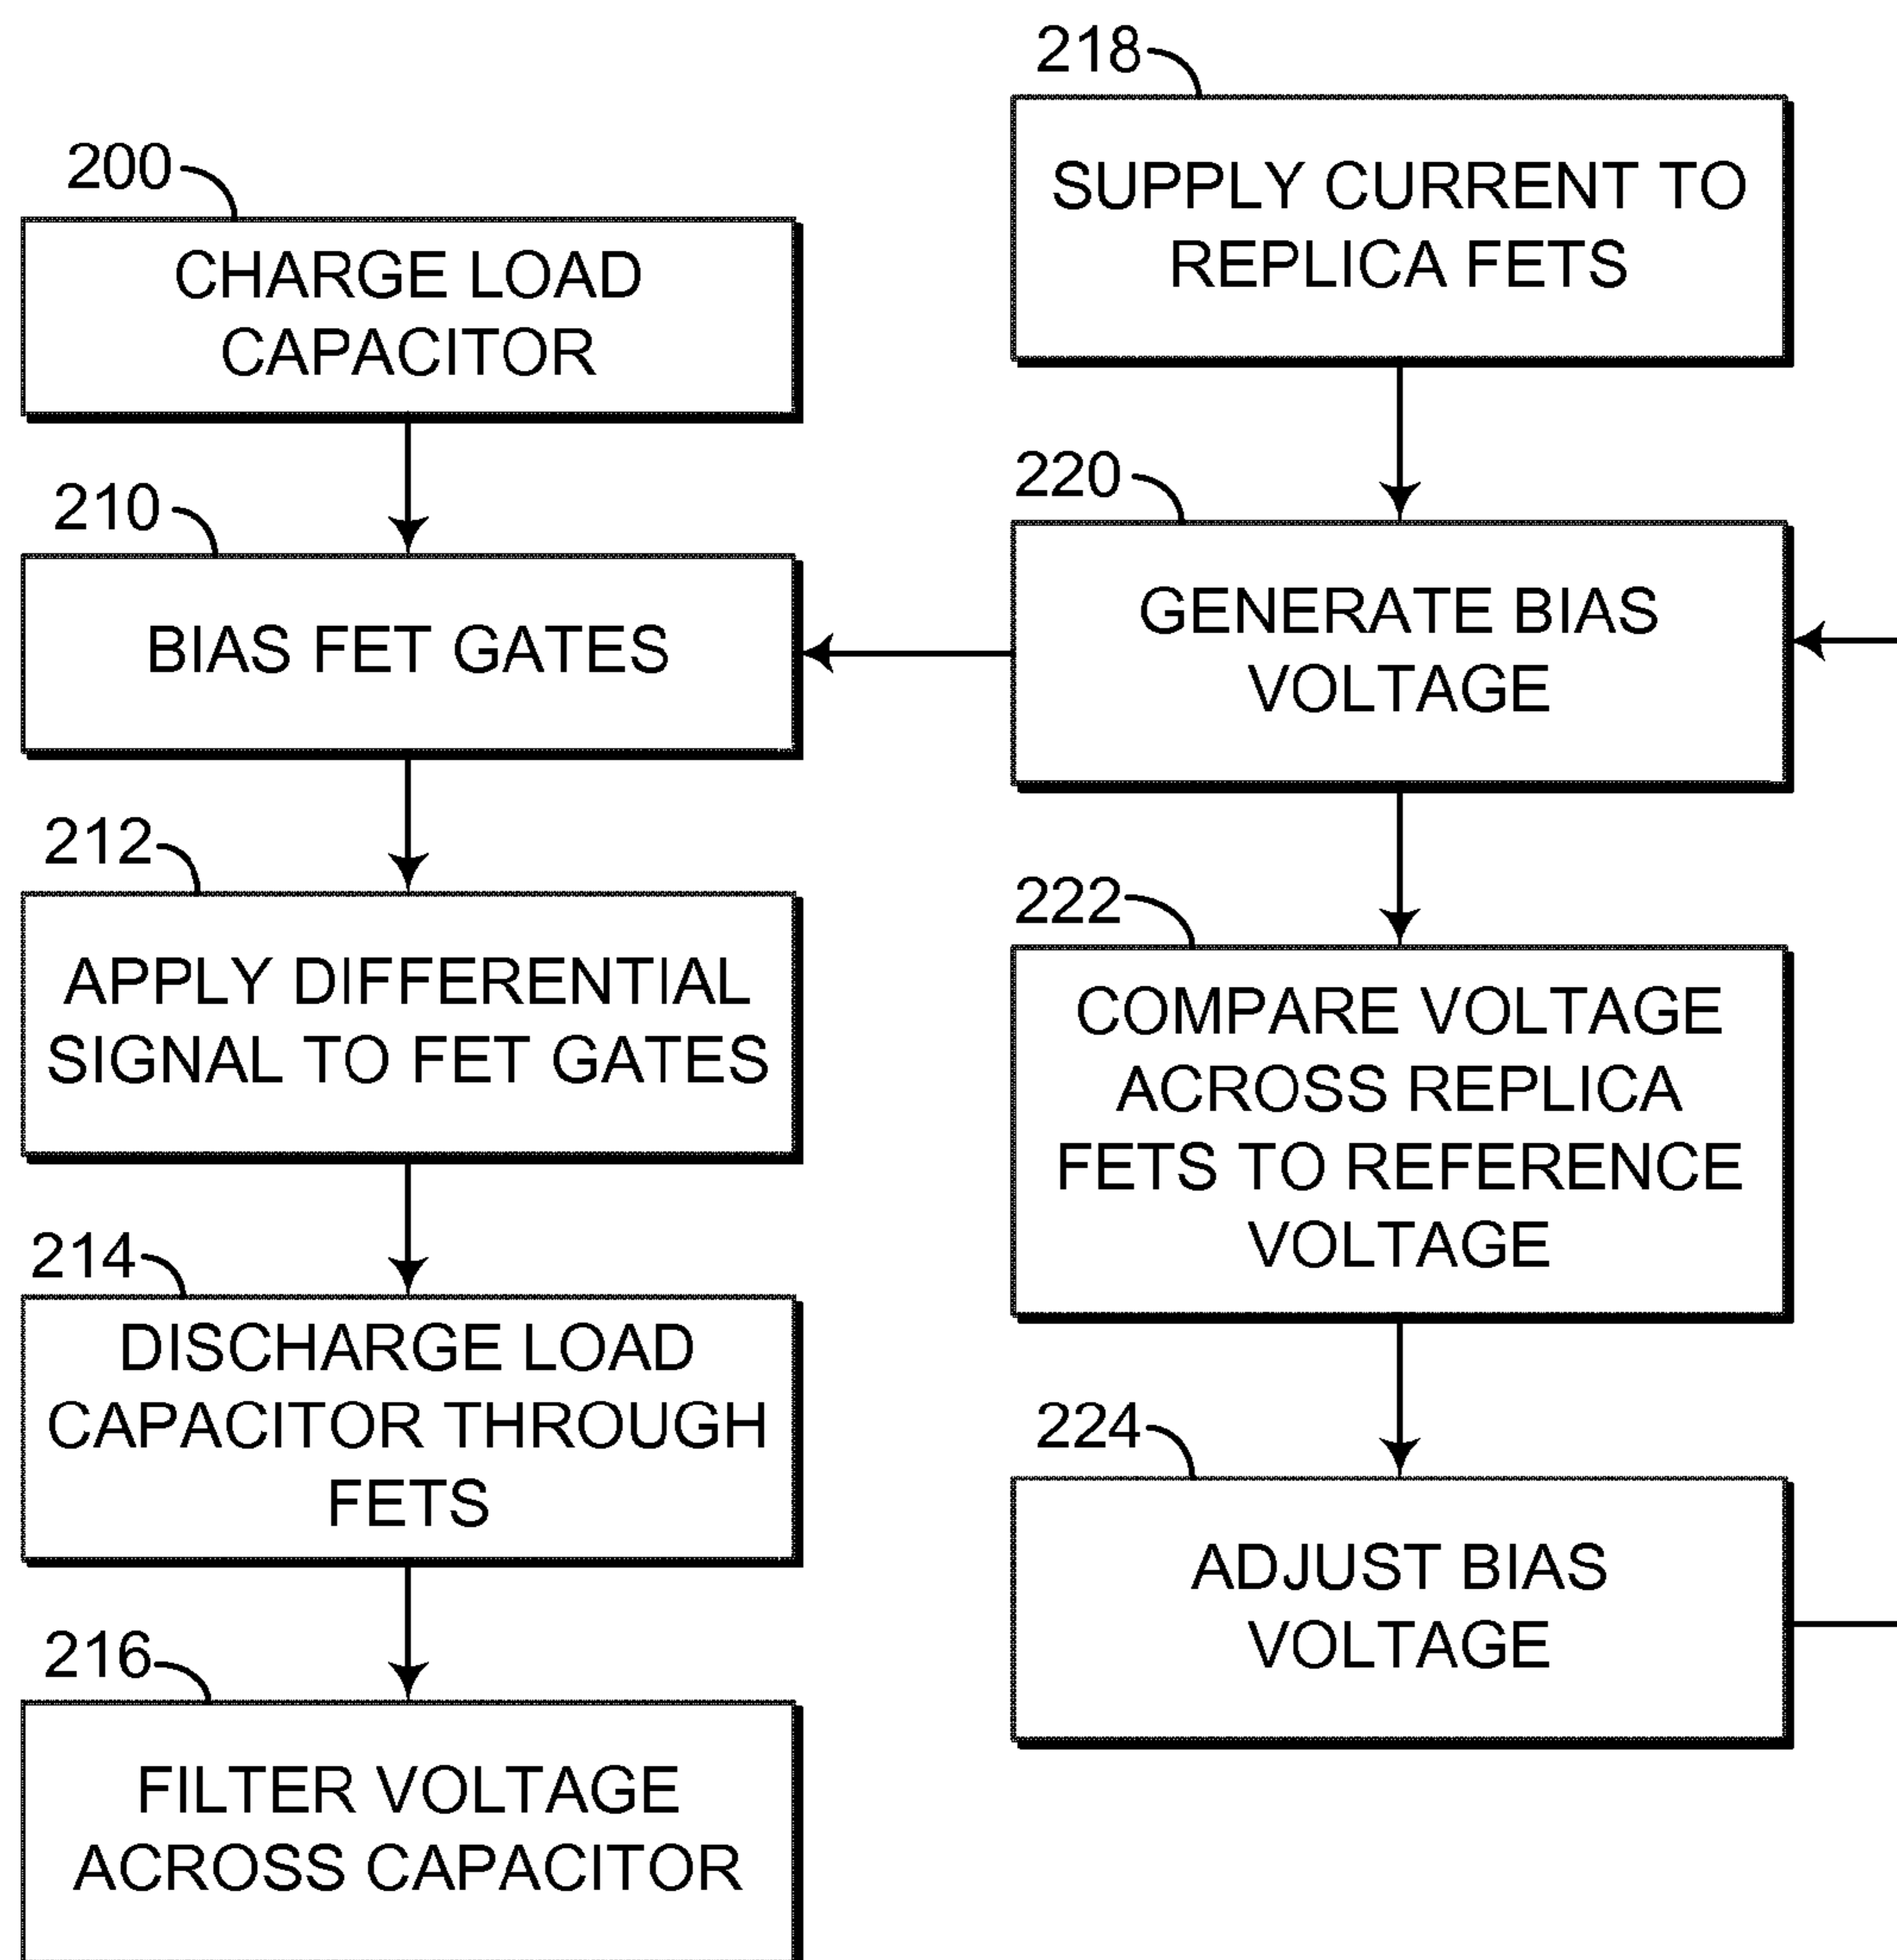 200
CHARGE LOAD
CAPACITOR
210
BIAS FET GATES
212
APPLY DIFFERENTIAL
SIGNAL TO FET GATES
214
DISCHARGE LOAD
CAPACITOR THROUGH
FETS
216
FILTER VOLTAGE
ACROSS CAPACITOR
218
SUPPLY CURRENT TO
REPLICA FETS
220
GENERATE BIAS
VOLTAGE
222
COMPARE VOLTAGE
ACROSS REPLICA
FETS TO REFERENCE
VOLTAGE
224
ADJUST BIAS
VOLTAGE